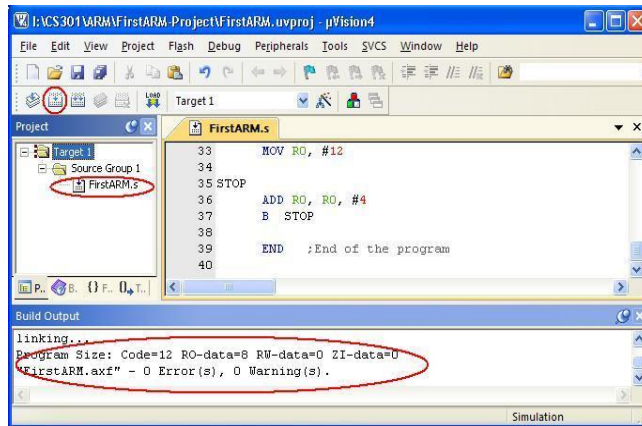 I:\CS301\ARM\FirstARM-Project\FirstARM.uvproj - µVision4
File Edit View Project Flash Debug Peripherals Tools SVCS Window Help
LOAD Target 1
Project
FirstARM.s
Target 1
Source Group 1
FirstARM.s
33 MOV R0, #12
34
35 STOP
36 ADD R0, R0, #4
37 B STOP
38
39 END ;End of the program
40
P.. B. {} F.. 0 T..
Build Output
linking...
Program Size: Code=12 RO-data=8 RW-data=0 ZI-data=0
"FirstARM.axf" - 0 Error(s), 0 Warning(s).
Simulation